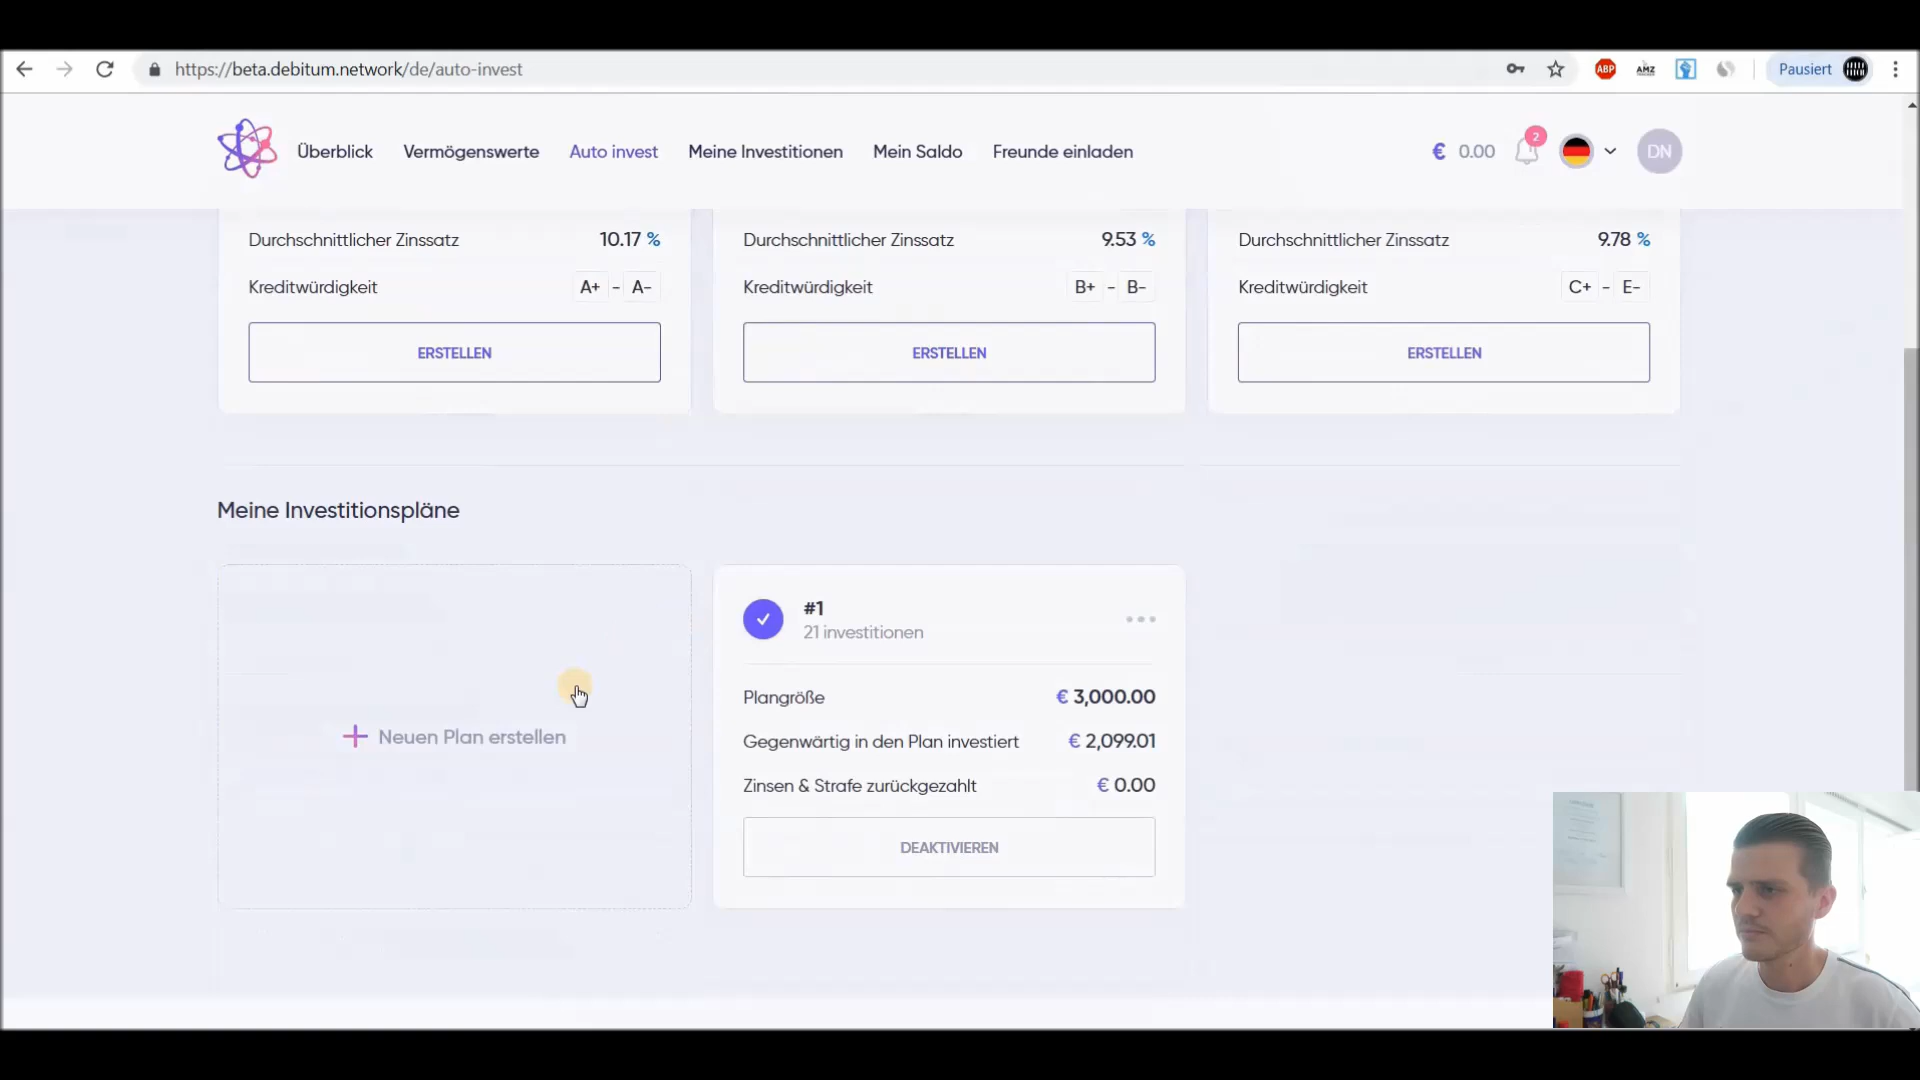 https://beta.debitum.network/de/auto-invest
ABP
AMZ
Pausiert
Überblick
Vermögenswerte
Auto invest
Meine Investitionen
Mein Saldo
Freunde einladen
€ 0.00
2
DN
Durchschnittlicher Zinssatz 10.17 %
Kreditwürdigkeit A+ - A-
ERSTELLEN
Durchschnittlicher Zinssatz 9.53 %
Kreditwürdigkeit B+ - B-
ERSTELLEN
Durchschnittlicher Zinssatz 9.78 %
Kreditwürdigkeit C+ - E-
ERSTELLEN
Meine Investitionspläne
Neuen Plan erstellen
#1
21 investitionen
Plangröße € 3,000.00
Gegenwärtig in den Plan investiert € 2,099.01
Zinsen & Strafe zurückgezahlt € 0.00
DEAKTIVIEREN